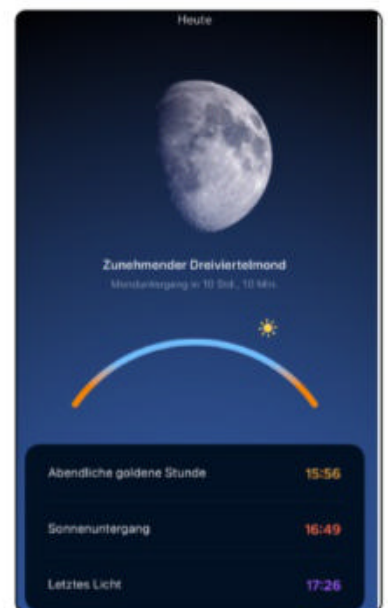 Heute
Zunehmender Dreiviertelmond
Monduntergang in 10 Std., 10 Min.
Abendliche goldene Stunde
15:56
Sonnenuntergang
16:49
Letztes Licht
17:26